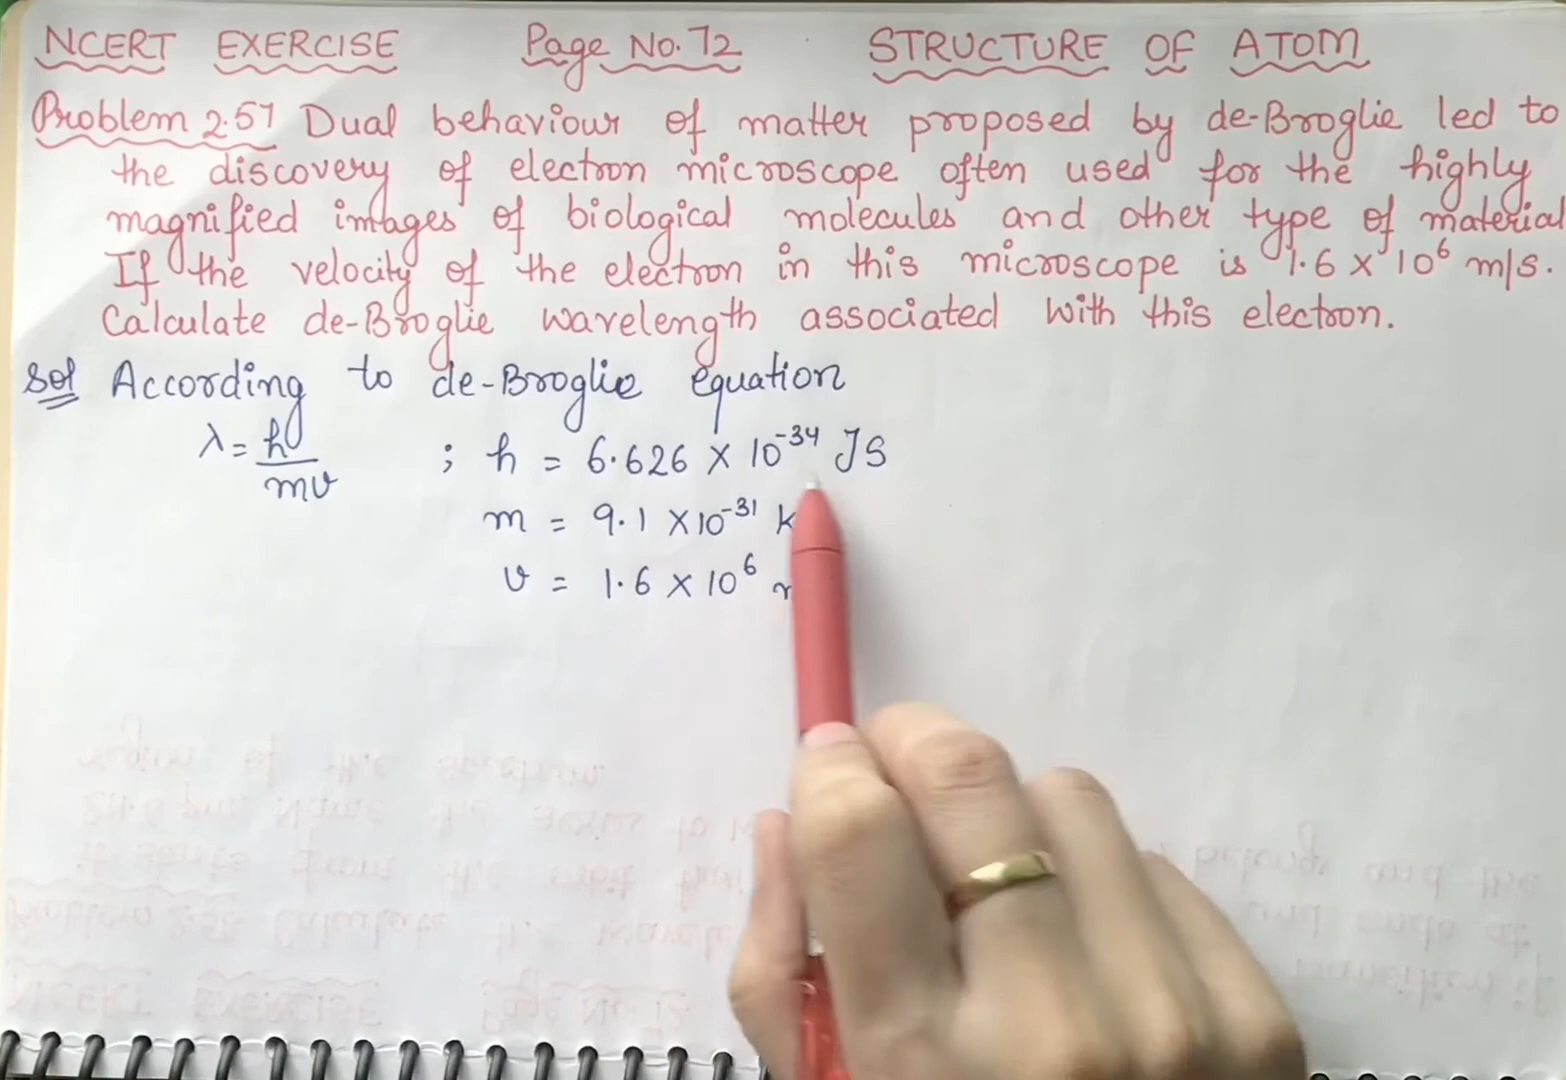 NCERT EXERCISE Page No. 72 STRUCTURE OF ATOM
Problem 2.57 Dual behaviour of matter proposed by de-Broglie led to
the discovery of electron microscope often used for the highly
magnified images of biological molecules and other type of material
If the velocity of the electron in this microscope is 1.6 × 10⁶ m/s.
Calculate de-Broglie wavelength associated with this electron.
Sol According to de-Broglie equation
λ = h/mv ; h = 6.626 × 10⁻³⁴ JS
m = 9.1 × 10⁻³¹ k
v = 1.6 × 10⁶